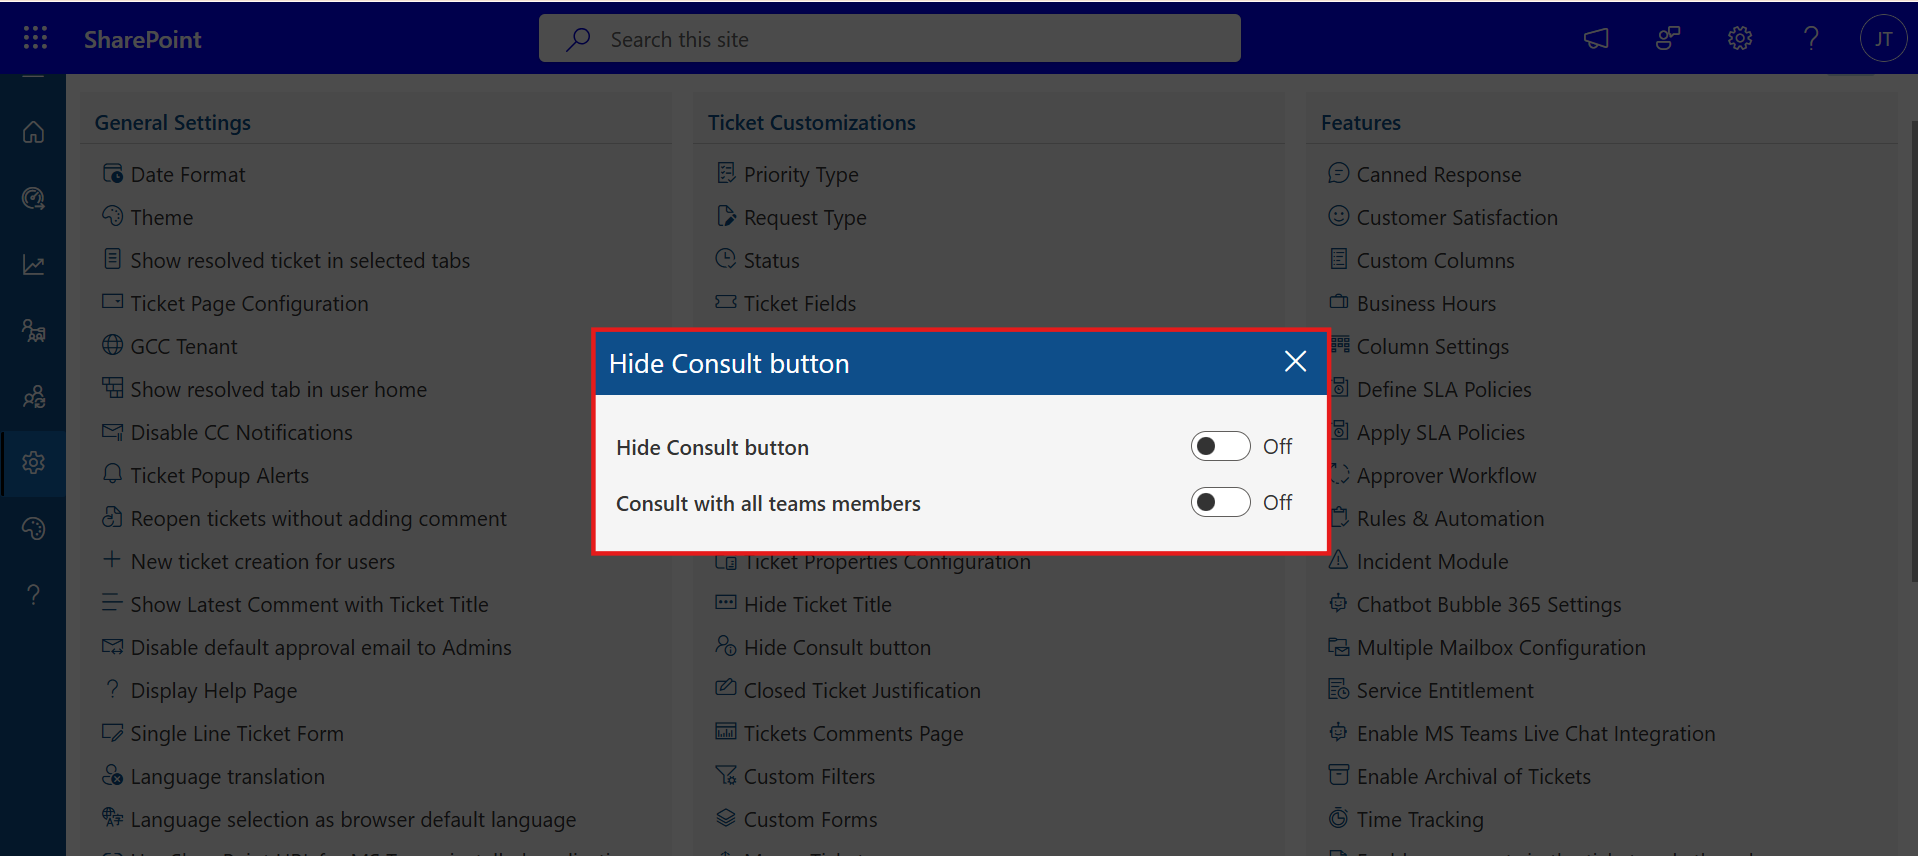 SharePoint
Search this site
JT
General Settings
Date Format
Theme
Show resolved ticket in selected tabs
Ticket Page Configuration
GCC Tenant
Show resolved tab in user home
Disable CC Notifications
Ticket Popup Alerts
Reopen tickets without adding comment
New ticket creation for users
Show Latest Comment with Ticket Title
Disable default approval email to Admins
Display Help Page
Single Line Ticket Form
Language translation
Language selection as browser default language
Ticket Customizations
Priority Type
Request Type
Status
Ticket Fields
Hide Consult button
Hide Consult button Off
Consult with all teams members Off
Ticket Properties Configuration
Hide Ticket Title
Hide Consult button
Closed Ticket Justification
Tickets Comments Page
Custom Filters
Custom Forms
Features
Canned Response
Customer Satisfaction
Custom Columns
Business Hours
Column Settings
Define SLA Policies
Apply SLA Policies
Approver Workflow
Rules & Automation
Incident Module
Chatbot Bubble 365 Settings
Multiple Mailbox Configuration
Service Entitlement
Enable MS Teams Live Chat Integration
Enable Archival of Tickets
Time Tracking